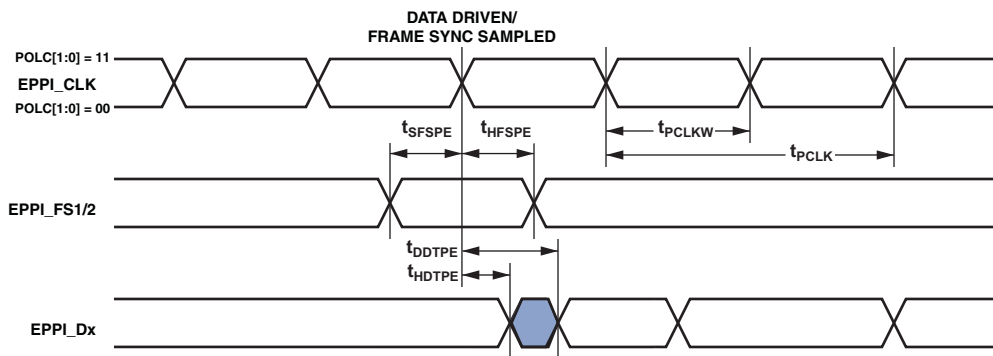 DATA DRIVEN/
FRAME SYNC SAMPLED
POLC[1:0] = 11
EPPI_CLK
POLC[1:0] = 00
tSFSPE
tHFSPE
tPCLKW
tPCLK
EPPI_FS1/2
tDDTPE
tHDTPE
EPPI_Dx